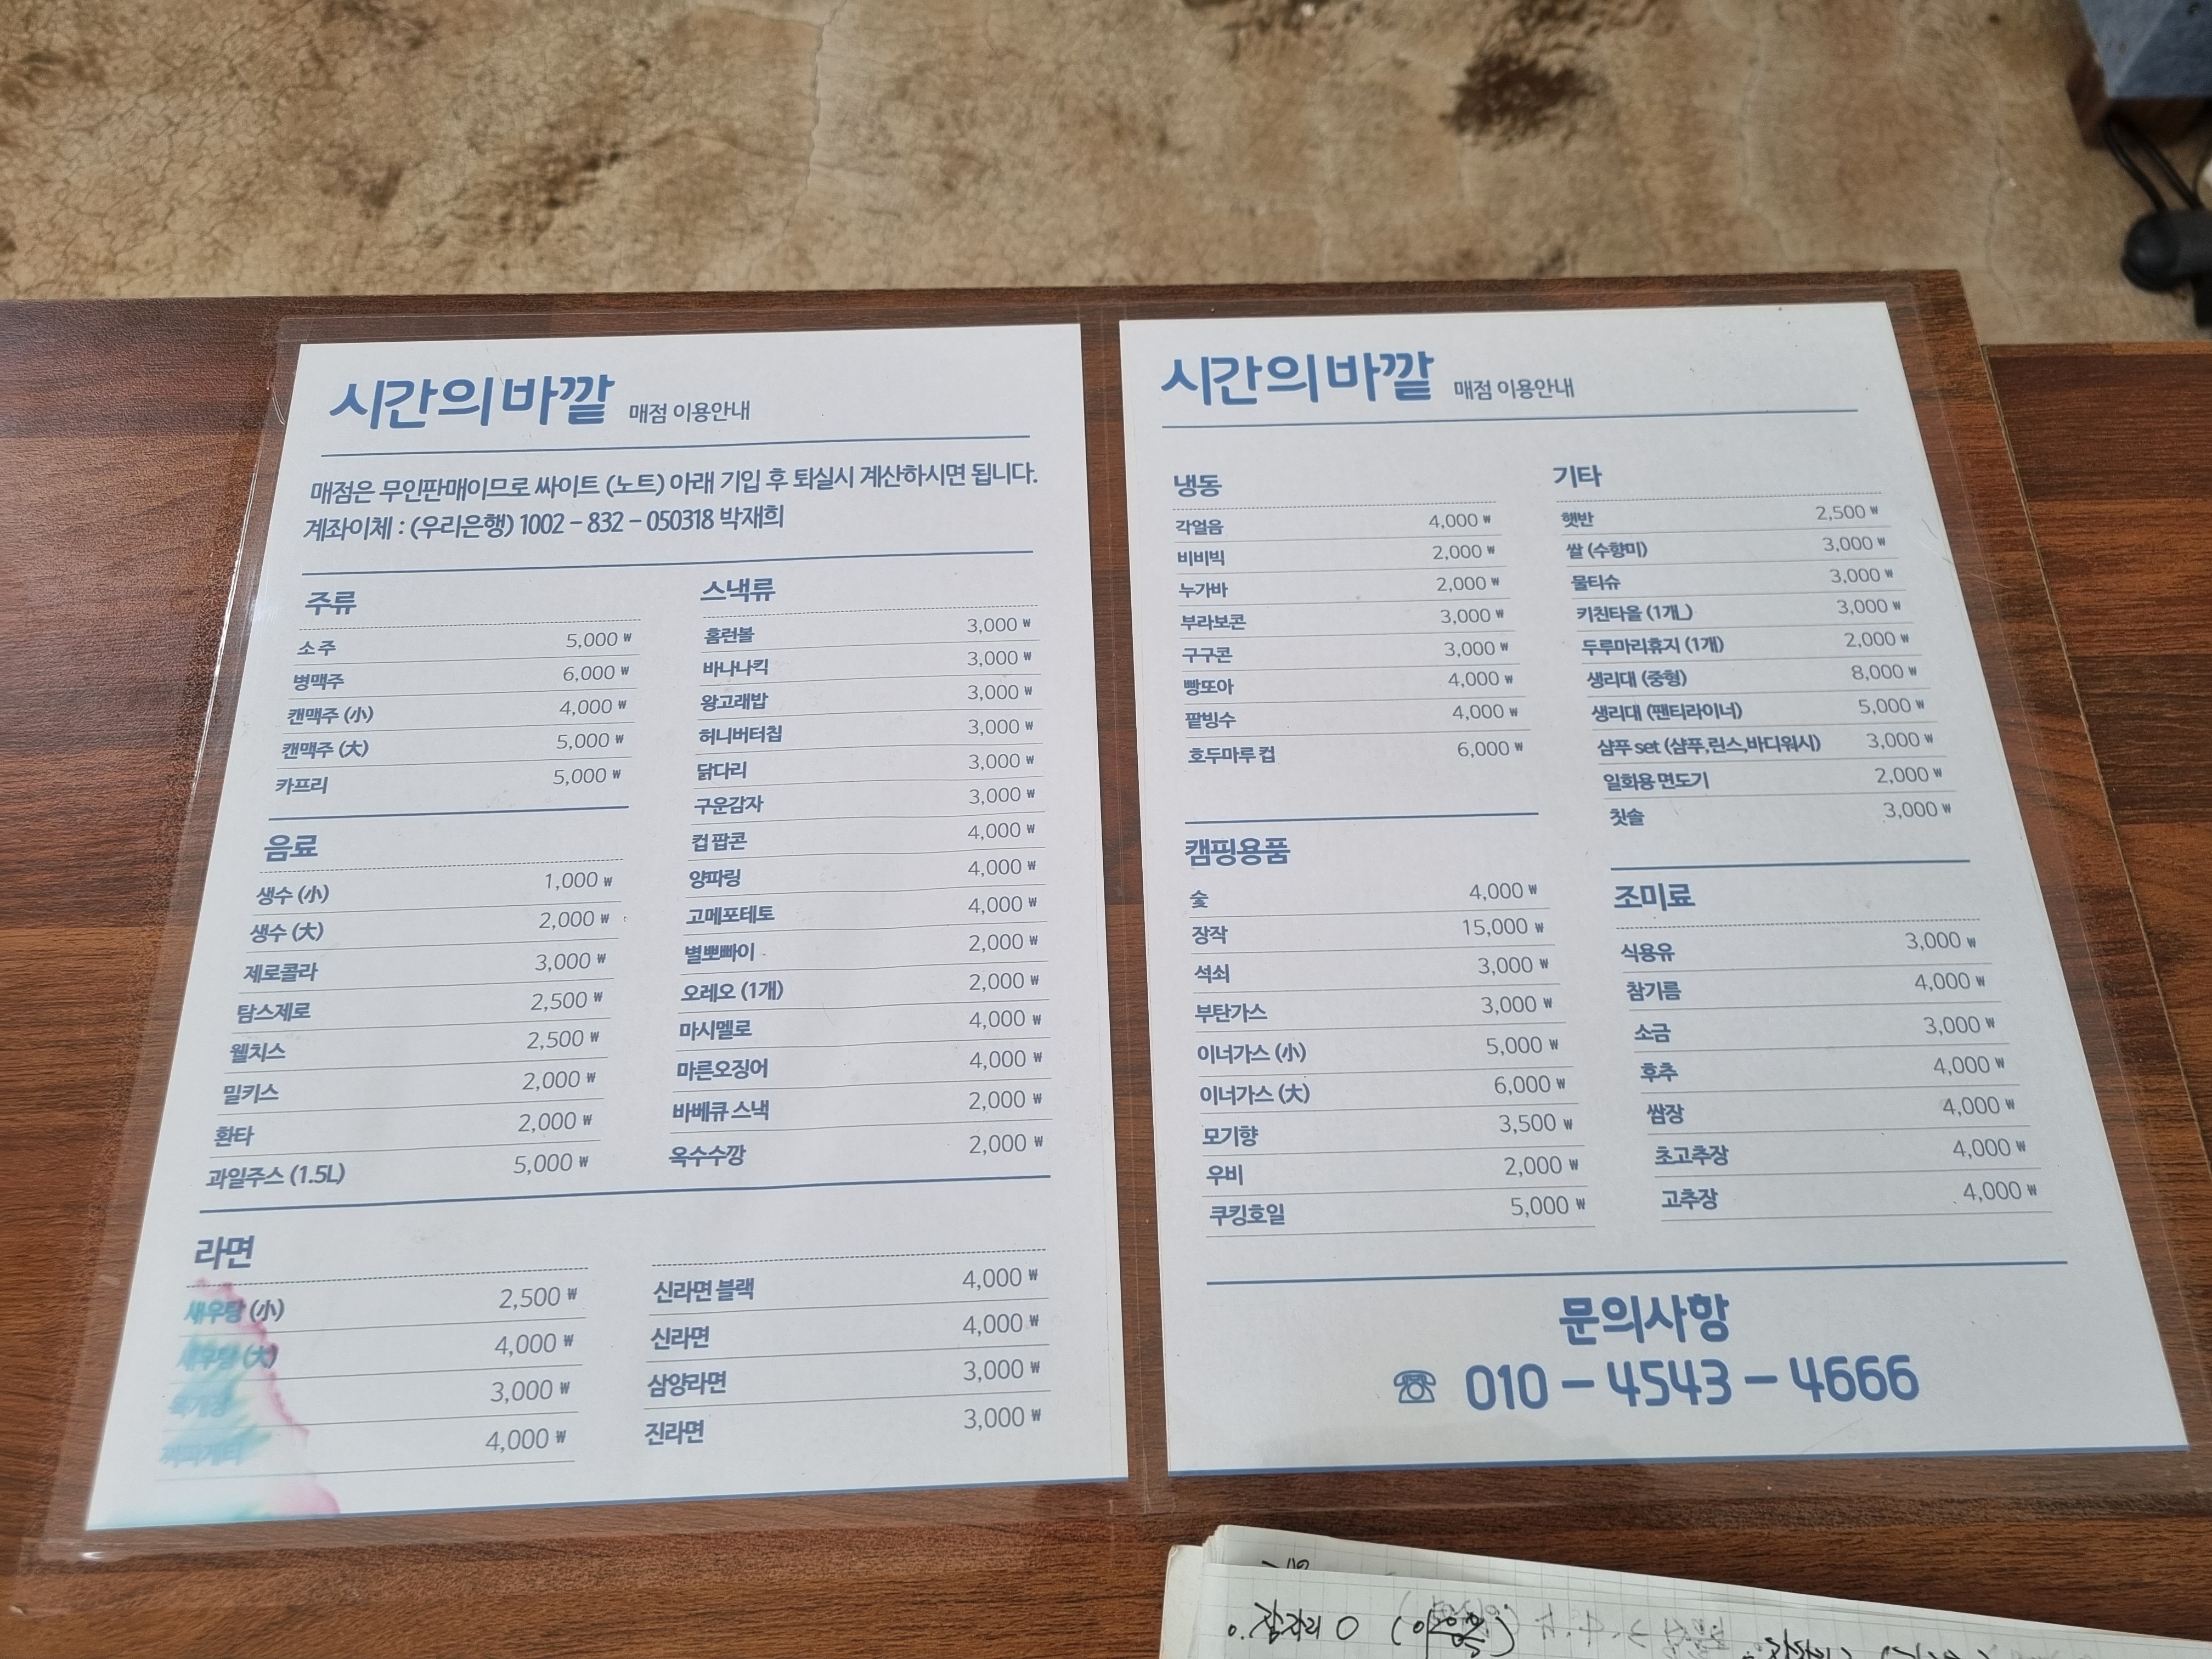 시간의바깥 매점 이용안내
매점은 무인판매이므로 싸이트 (노트) 아래 기입 후 퇴실시 계산하시면 됩니다.
계좌이체 : (우리은행) 1002 - 832 - 050318 박재희
주류
소주 5,000 ₩
병맥주 6,000 ₩
캔맥주 (小) 4,000 ₩
캔맥주 (大) 5,000 ₩
카프리 5,000 ₩
음료
생수 (小) 1,000 ₩
생수 (大) 2,000 ₩
제로콜라 3,000 ₩
탐스제로 2,500 ₩
웰치스 2,500 ₩
밀키스 2,000 ₩
환타 2,000 ₩
과일주스 (1.5L) 5,000 ₩
스낵류
홈런볼 3,000 ₩
바나나킥 3,000 ₩
왕고래밥 3,000 ₩
허니버터칩 3,000 ₩
닭다리 3,000 ₩
구운감자 3,000 ₩
컵 팝콘 4,000 ₩
양파링 4,000 ₩
고메포테토 4,000 ₩
별뽀빠이 2,000 ₩
오레오 (1개) 2,000 ₩
마시멜로 4,000 ₩
마른오징어 4,000 ₩
바베큐 스낵 2,000 ₩
옥수수깡 2,000 ₩
라면
새우탕 (小) 2,500 ₩
새우탕 (大) 4,000 ₩
육개장 3,000 ₩
4,000 ₩
신라면 블랙 4,000 ₩
신라면 4,000 ₩
삼양라면 3,000 ₩
진라면 3,000 ₩
시간의바깥 매점 이용안내
냉동
각얼음 4,000 ₩
비비빅 2,000 ₩
누가바 2,000 ₩
부라보콘 3,000 ₩
구구콘 3,000 ₩
빵또아 4,000 ₩
팥빙수 4,000 ₩
호두마루 컵 6,000 ₩
캠핑용품
숯 4,000 ₩
장작 15,000 ₩
석쇠 3,000 ₩
부탄가스 3,000 ₩
이너가스 (小) 5,000 ₩
이너가스 (大) 6,000 ₩
모기향 3,500 ₩
우비 2,000 ₩
쿠킹호일 5,000 ₩
기타
햇반 2,500 ₩
쌀 (수향미) 3,000 ₩
물티슈 3,000 ₩
키친타올 (1개_) 3,000 ₩
두루마리휴지 (1개) 2,000 ₩
생리대 (중형) 8,000 ₩
생리대 (팬티라이너) 5,000 ₩
샴푸 set (샴푸,린스,바디워시) 3,000 ₩
일회용 면도기 2,000 ₩
칫솔 3,000 ₩
조미료
식용유 3,000 ₩
참기름 4,000 ₩
소금 3,000 ₩
후추 4,000 ₩
쌈장 4,000 ₩
초고추장 4,000 ₩
고추장 4,000 ₩
문의사항
☎ 010 - 4543 - 4666